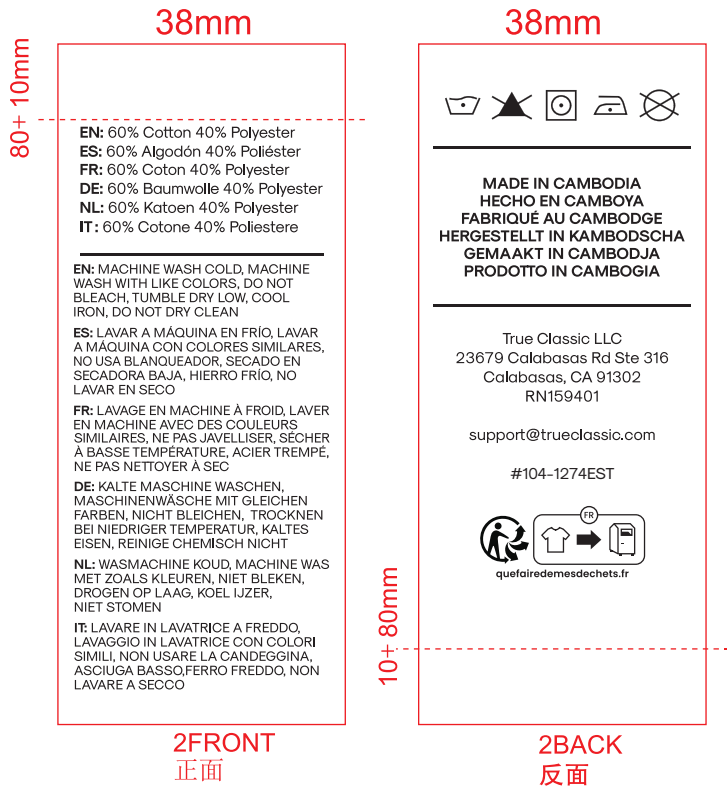 38mm
80+ 10mm
EN: 60% Cotton 40% Polyester
ES: 60% Algodón 40% Poliéster
FR: 60% Coton 40% Polyester
DE: 60% Baumwolle 40% Polyester
NL: 60% Katoen 40% Polyester
IT: 60% Cotone 40% Poliestere
EN: MACHINE WASH COLD, MACHINE
WASH WITH LIKE COLORS, DO NOT
BLEACH, TUMBLE DRY LOW, COOL
IRON, DO NOT DRY CLEAN
ES: LAVAR A MÁQUINA EN FRÍO, LAVAR
A MÁQUINA CON COLORES SIMILARES,
NO USA BLANQUEADOR, SECADO EN
SECADORA BAJA, HIERRO FRÍO, NO
LAVAR EN SECO
FR: LAVAGE EN MACHINE À FROID, LAVER
EN MACHINE AVEC DES COULEURS
SIMILAIRES, NE PAS JAVELLISER, SÉCHER
À BASSE TEMPÉRATURE, ACIER TREMPÉ,
NE PAS NETTOYER À SEC
DE: KALTE MASCHINE WASCHEN,
MASCHINENWÄSCHE MIT GLEICHEN
FARBEN, NICHT BLEICHEN, TROCKNEN
BEI NIEDRIGER TEMPERATUR, KALTES
EISEN, REINIGE CHEMISCH NICHT
NL: WASMACHINE KOUD, MACHINE WAS
MET ZOALS KLEUREN, NIET BLEKEN,
DROGEN OP LAAG, KOEL IJZER,
NIET STOMEN
IT: LAVARE IN LAVATRICE A FREDDO,
LAVAGGIO IN LAVATRICE CON COLORI
SIMILI, NON USARE LA CANDEGGINA,
ASCIUGA BASSO,FERRO FREDDO, NON
LAVARE A SECCO
2FRONT
正面
38mm
MADE IN CAMBODIA
HECHO EN CAMBOYA
FABRIQUÉ AU CAMBODGE
HERGESTELLT IN KAMBODSCHA
GEMAAKT IN CAMBODJA
PRODOTTO IN CAMBOGIA
True Classic LLC
23679 Calabasas Rd Ste 316
Calabasas, CA 91302
RN159401
support@trueclassic.com
#104-1274EST
FR
quefairedemesdechets.fr
10+ 80mm
2BACK
反面